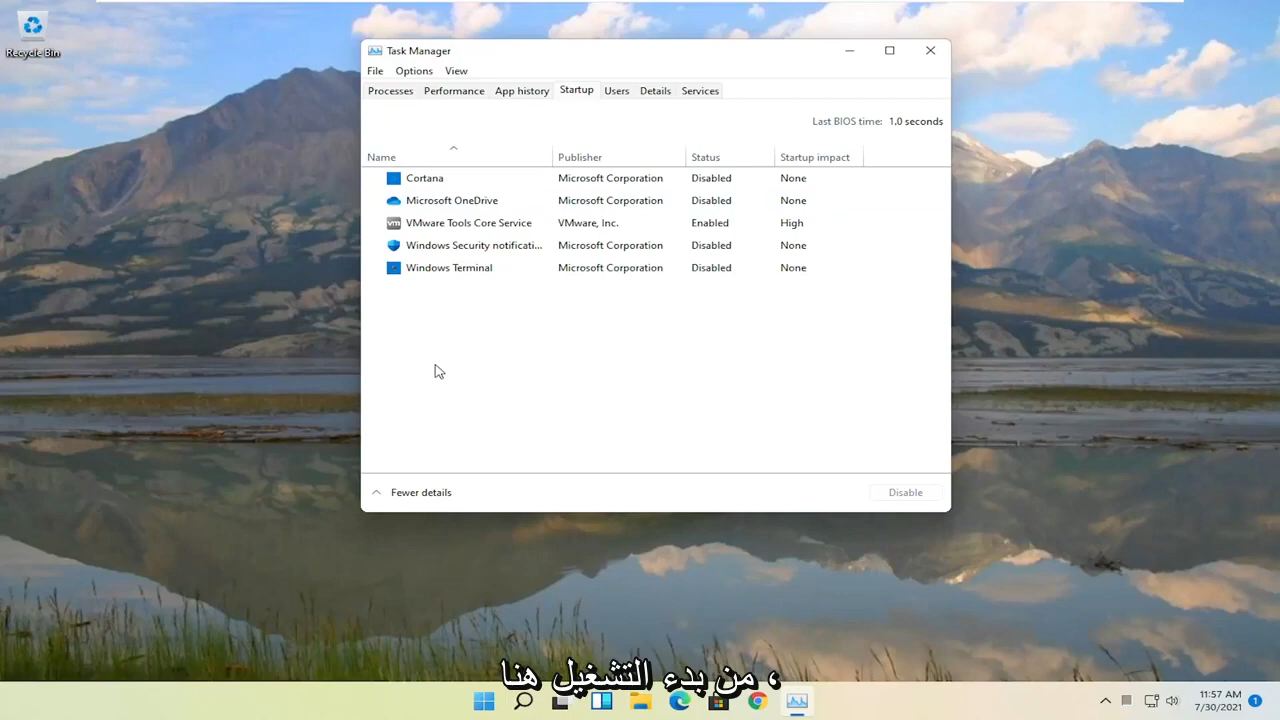 Recycle Bin
Task Manager
File Options View
Processes Performance App history Startup Users Details Services
Last BIOS time: 1.0 seconds
Name Publisher Status Startup impact
Cortana Microsoft Corporation Disabled None
Microsoft OneDrive Microsoft Corporation Disabled None
VMware Tools Core Service VMware, Inc. Enabled High
Windows Security notificati... Microsoft Corporation Disabled None
Windows Terminal Microsoft Corporation Disabled None
Fewer details Disable
من بدء التشغيل هنا ،
11:57 AM
7/30/2021
1